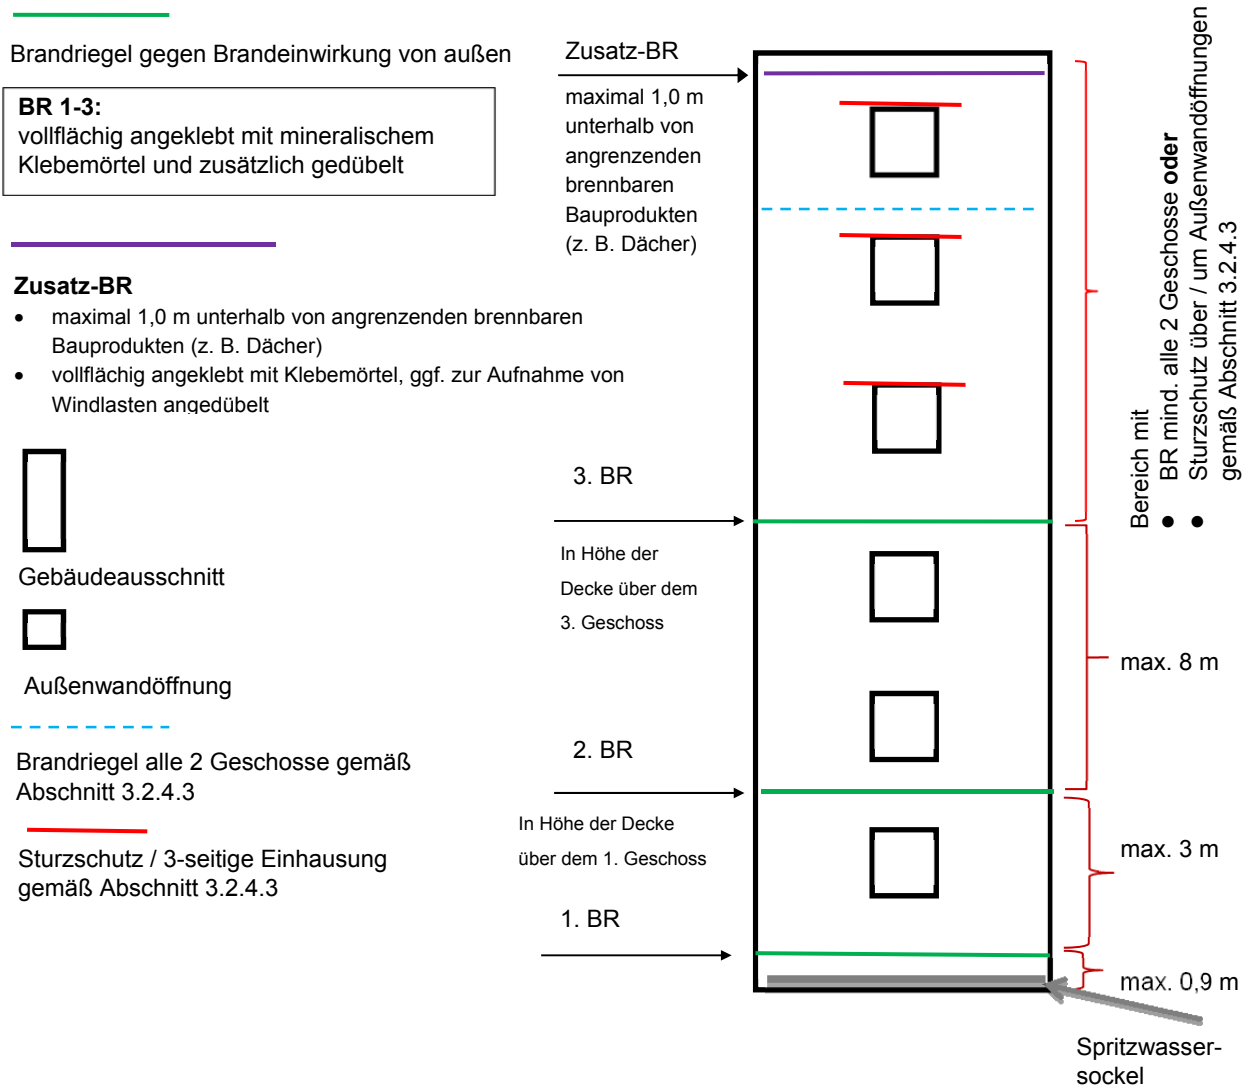 Brandriegel gegen Brandeinwirkung von außen
BR 1-3:
vollflächig angeklebt mit mineralischem
Klebemörtel und zusätzlich gedübelt
Zusatz-BR
• maximal 1,0 m unterhalb von angrenzenden brennbaren
Bauprodukten (z. B. Dächer)
• vollflächig angeklebt mit Klebemörtel, ggf. zur Aufnahme von
Windlasten angedübelt
Gebäudeausschnitt
Außenwandöffnung
Brandriegel alle 2 Geschosse gemäß
Abschnitt 3.2.4.3
Sturzschutz / 3-seitige Einhausung
gemäß Abschnitt 3.2.4.3
Zusatz-BR
maximal 1,0 m
unterhalb von
angrenzenden
brennbaren
Bauprodukten
(z. B. Dächer)
3. BR
In Höhe der
Decke über dem
3. Geschoss
2. BR
In Höhe der Decke
über dem 1. Geschoss
1. BR
Bereich mit
• BR mind. alle 2 Geschosse oder
• Sturzschutz über / um Außenwandöffnungen
gemäß Abschnitt 3.2.4.3
max. 8 m
max. 3 m
max. 0,9 m
Spritzwasser-
sockel